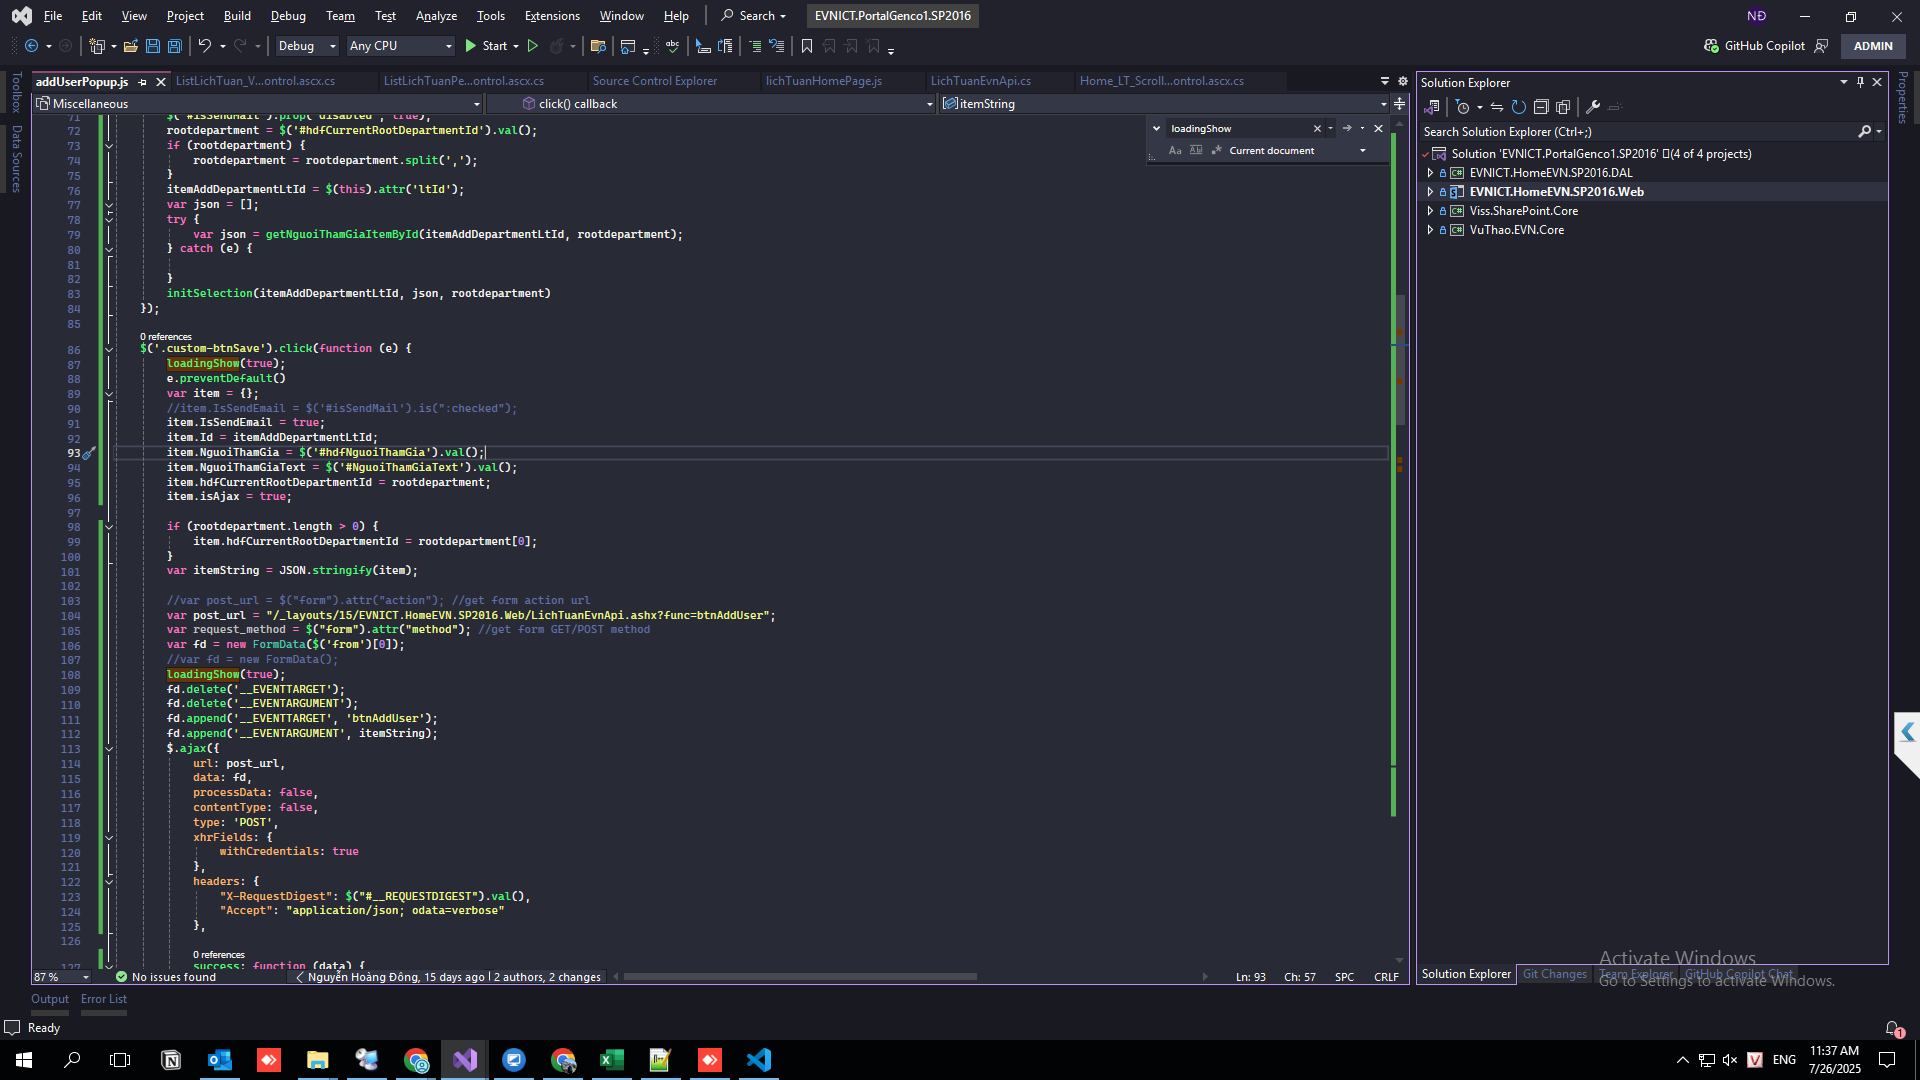 File Edit View Project Build Debug Team Test Analyze Tools Extensions Window Help Search EVNICT.PortalGenco1.SP2016 NĐ
Debug Any CPU Start GitHub Copilot ADMIN
Toolbox
Data Sources
addUserPopup.js ListLichTuan_V...ontrol.ascx.cs ListLichTuanPe...ontrol.ascx.cs Source Control Explorer lichTuanHomePage.js LichTuanEvnApi.cs Home_LT_Scroll...ontrol.ascx.cs
Miscellaneous click() callback itemString
loadingShow
Aa Current document
71 $('#isSendMail').prop('disabled', true);
72 rootdepartment = $('#hdfCurrentRootDepartmentId').val();
73 if (rootdepartment) {
74 rootdepartment = rootdepartment.split(',');
75 }
76 itemAddDepartmentLtId = $(this).attr('ltId');
77 var json = [];
78 try {
79 var json = getNguoiThamGiaItemById(itemAddDepartmentLtId, rootdepartment);
80 } catch (e) {
81
82 }
83 initSelection(itemAddDepartmentLtId, json, rootdepartment)
84 });
85
0 references
86 $('.custom-btnSave').click(function (e) {
87 loadingShow(true);
88 e.preventDefault()
89 var item = {};
90 //item.IsSendEmail = $('#isSendMail').is(":checked");
91 item.IsSendEmail = true;
92 item.Id = itemAddDepartmentLtId;
93 item.NguoiThamGia = $('#hdfNguoiThamGia').val();
94 item.NguoiThamGiaText = $('#NguoiThamGiaText').val();
95 item.hdfCurrentRootDepartmentId = rootdepartment;
96 item.isAjax = true;
97
98 if (rootdepartment.length > 0) {
99 item.hdfCurrentRootDepartmentId = rootdepartment[0];
100 }
101 var itemString = JSON.stringify(item);
102
103 //var post_url = $("form").attr("action"); //get form action url
104 var post_url = "/_layouts/15/EVNICT.HomeEVN.SP2016.Web/LichTuanEvnApi.ashx?func=btnAddUser";
105 var request_method = $("form").attr("method"); //get form GET/POST method
106 var fd = new FormData($('from')[0]);
107 //var fd = new FormData();
108 loadingShow(true);
109 fd.delete('__EVENTTARGET');
110 fd.delete('__EVENTARGUMENT');
111 fd.append('__EVENTTARGET', 'btnAddUser');
112 fd.append('__EVENTARGUMENT', itemString);
113 $.ajax({
114 url: post_url,
115 data: fd,
116 processData: false,
117 contentType: false,
118 type: 'POST',
119 xhrFields: {
120 withCredentials: true
121 },
122 headers: {
123 "X-RequestDigest": $("#__REQUESTDIGEST").val(),
124 "Accept": "application/json; odata=verbose"
125 },
126
0 references
127 success: function (data) {
87 % No issues found Nguyễn Hoàng Đông, 15 days ago | 2 authors, 2 changes Ln: 93 Ch: 57 SPC CRLF
Output Error List
Ready
Solution Explorer
Search Solution Explorer (Ctrl+;)
Solution 'EVNICT.PortalGenco1.SP2016' (4 of 4 projects)
EVNICT.HomeEVN.SP2016.DAL
EVNICT.HomeEVN.SP2016.Web
Viss.SharePoint.Core
VuThao.EVN.Core
Properties
Solution Explorer Git Changes Team Explorer GitHub Copilot Chat
Activate Windows
Go to Settings to activate Windows.
1
ENG
11:37 AM
7/26/2025